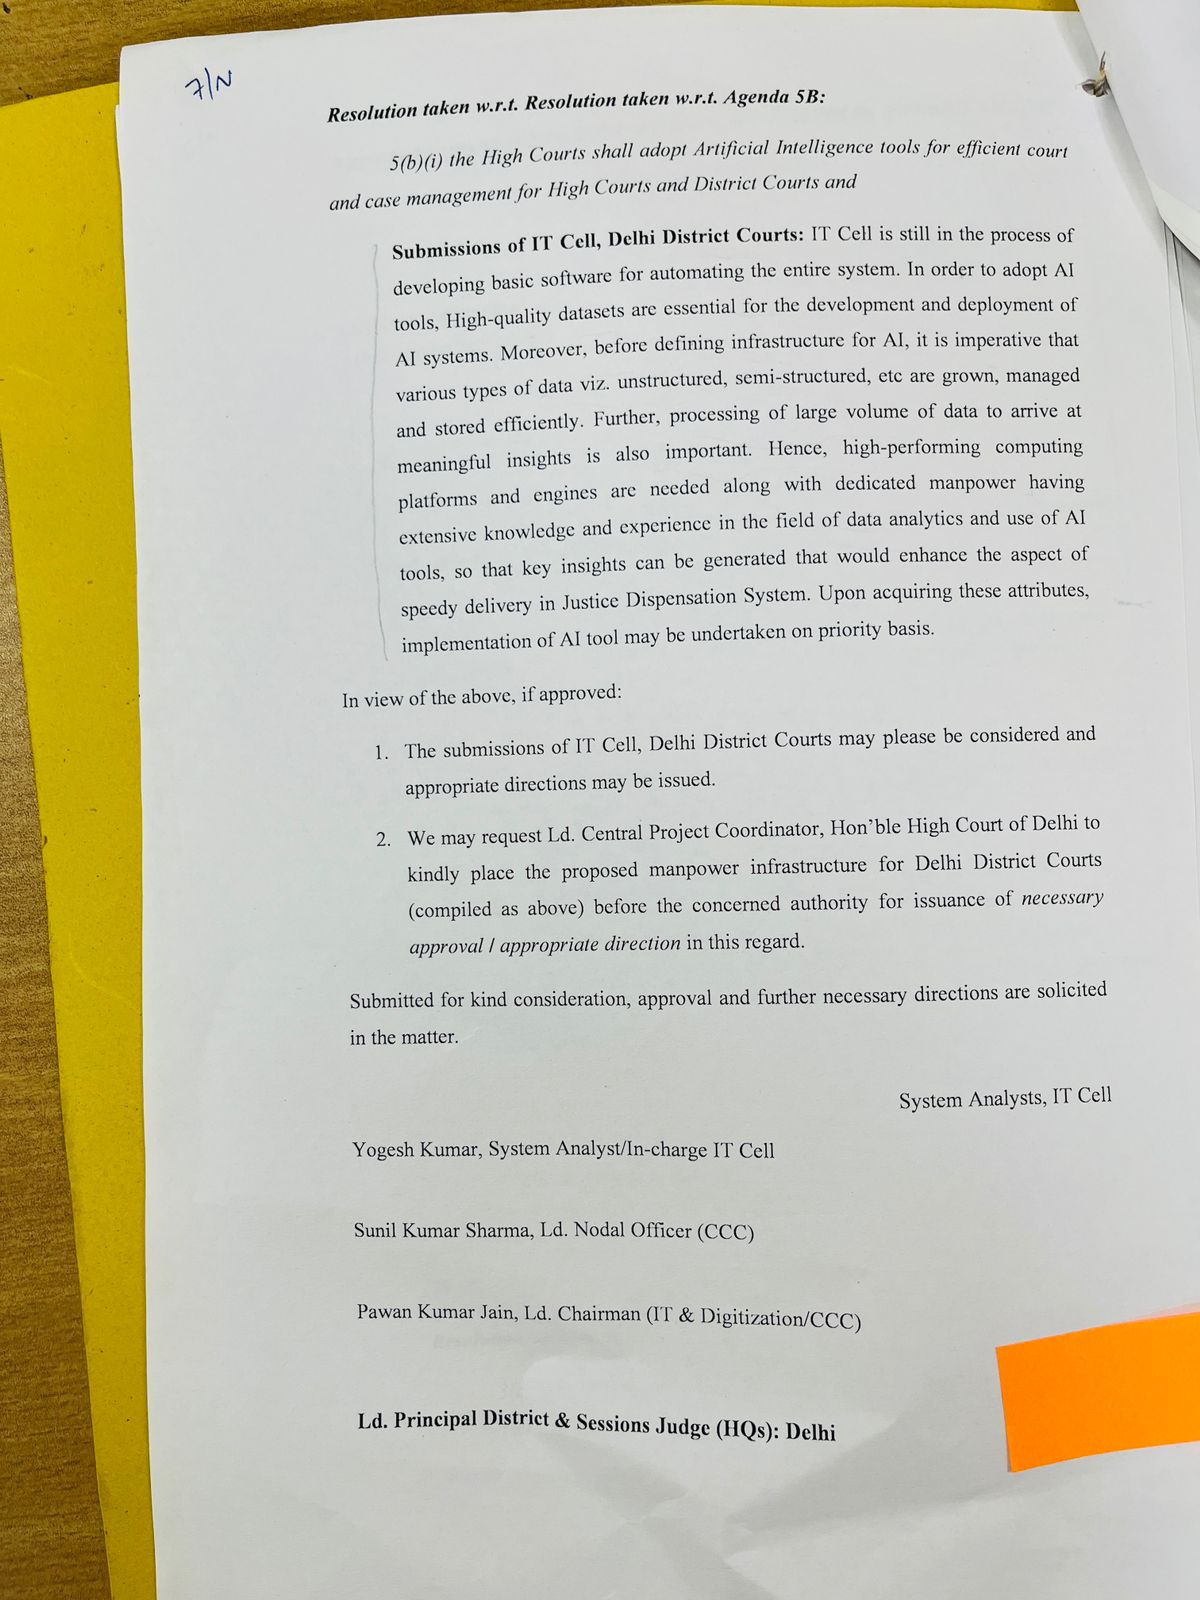 7/N
Resolution taken w.r.t. Resolution taken w.r.t. Agenda 5B:
5(b)(i) the High Courts shall adopt Artificial Intelligence tools for efficient court
and case management for High Courts and District Courts and
Submissions of IT Cell, Delhi District Courts: IT Cell is still in the process of
developing basic software for automating the entire system. In order to adopt AI
tools, High-quality datasets are essential for the development and deployment of
AI systems. Moreover, before defining infrastructure for AI, it is imperative that
various types of data viz. unstructured, semi-structured, etc are grown, managed
and stored efficiently. Further, processing of large volume of data to arrive at
meaningful insights is also important. Hence, high-performing computing
platforms and engines are needed along with dedicated manpower having
extensive knowledge and experience in the field of data analytics and use of AI
tools, so that key insights can be generated that would enhance the aspect of
speedy delivery in Justice Dispensation System. Upon acquiring these attributes,
implementation of AI tool may be undertaken on priority basis.
In view of the above, if approved:
1. The submissions of IT Cell, Delhi District Courts may please be considered and
appropriate directions may be issued.
2. We may request Ld. Central Project Coordinator, Hon’ble High Court of Delhi to
kindly place the proposed manpower infrastructure for Delhi District Courts
(compiled as above) before the concerned authority for issuance of necessary
approval / appropriate direction in this regard.
Submitted for kind consideration, approval and further necessary directions are solicited
in the matter.
System Analysts, IT Cell
Yogesh Kumar, System Analyst/In-charge IT Cell
Sunil Kumar Sharma, Ld. Nodal Officer (CCC)
Pawan Kumar Jain, Ld. Chairman (IT & Digitization/CCC)
Ld. Principal District & Sessions Judge (HQs): Delhi